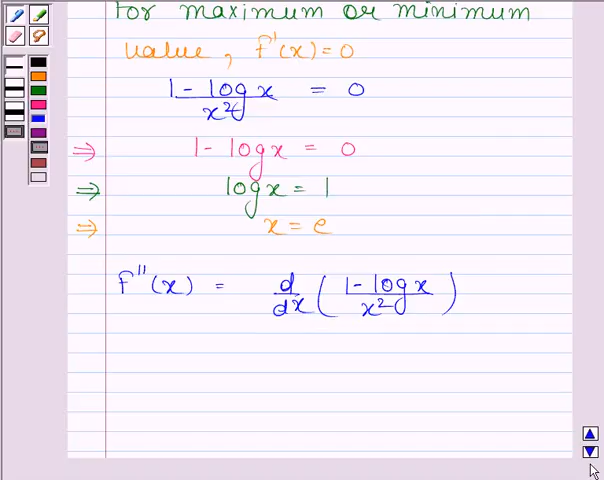 For maximum or minimum
value, f'(x) = 0
1 - log x / x² = 0
⇒ 1 - log x = 0
⇒ log x = 1
⇒ x = e
f''(x) = d/dx ( 1 - log x / x² )